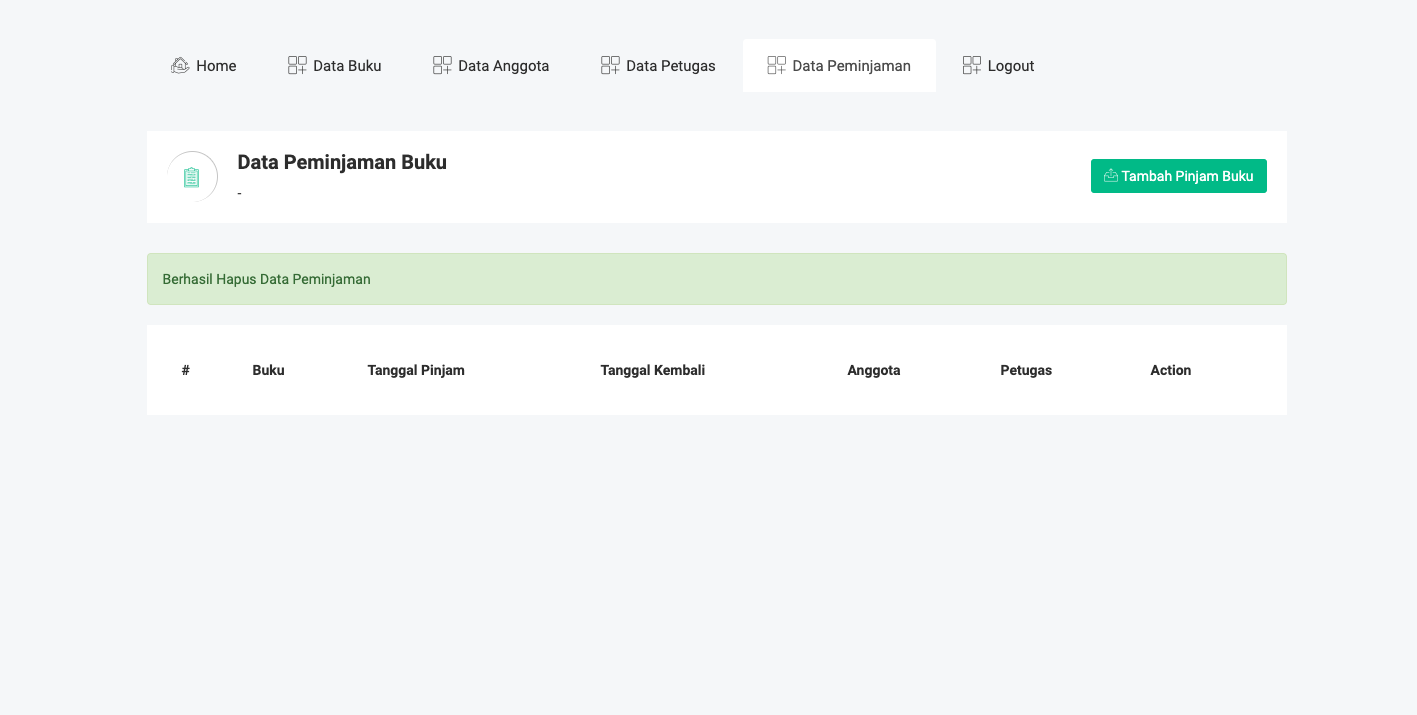 Home Data Buku Data Anggota Data Petugas Data Peminjaman Logout
Data Peminjaman Buku
-
Tambah Pinjam Buku
Berhasil Hapus Data Peminjaman
# Buku Tanggal Pinjam Tanggal Kembali Anggota Petugas Action